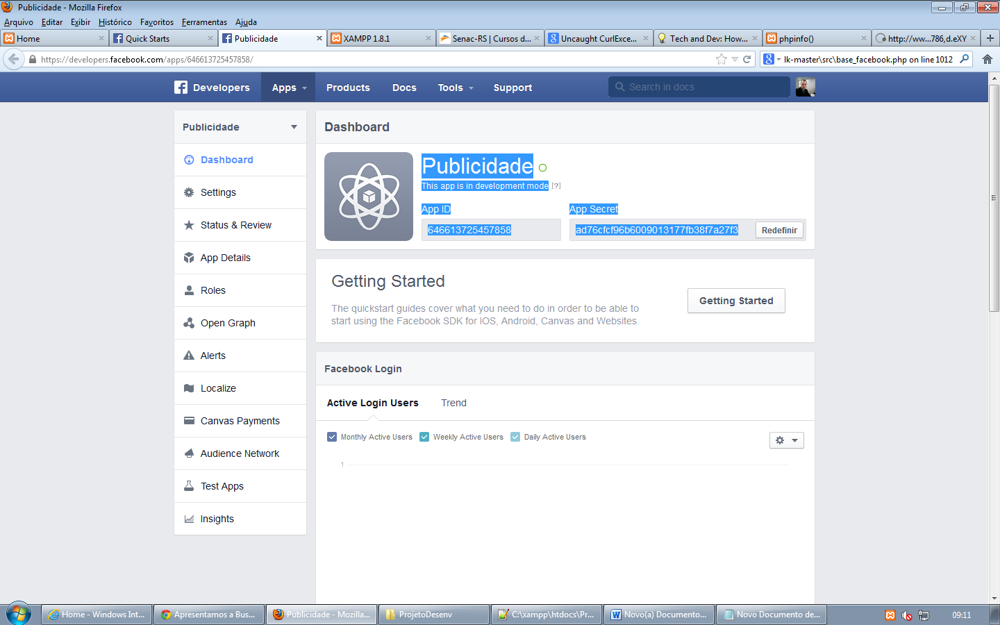 Publicidade - Mozilla Firefox
Arquivo Editar Exibir Histórico Favoritos Ferramentas Ajuda
Home
Quick Starts
Publicidade
XAMPP 1.8.1
Senac-RS | Cursos d...
Uncaught CurlExce...
Tech and Dev: How...
phpinfo()
http://ww...786,d.eXY
https://developers.facebook.com/apps/646613725457858/
lk-master\src\base_facebook.php on line 1012
Developers
Apps
Products
Docs
Tools
Support
Search in docs
Publicidade
Dashboard
Settings
Status & Review
App Details
Roles
Open Graph
Alerts
Localize
Canvas Payments
Audience Network
Test Apps
Insights
Dashboard
Publicidade
This app is in development mode [?]
App ID
646613725457858
App Secret
ad76cfcf96b6009013177fb38f7a27f3
Redefinir
Getting Started
The quickstart guides cover what you need to do in order to be able to
start using the Facebook SDK for IOS, Android, Canvas and Websites.
Getting Started
Facebook Login
Active Login Users
Trend
Monthly Active Users
Weekly Active Users
Daily Active Users
1
Home - Windows Int...
Apresentamos a Bus...
Publicidade - Mozilla...
ProjetoDesenv
C:\xampp\htdocs\Pr...
Novo(a) Documento...
Novo Documento de...
09:11